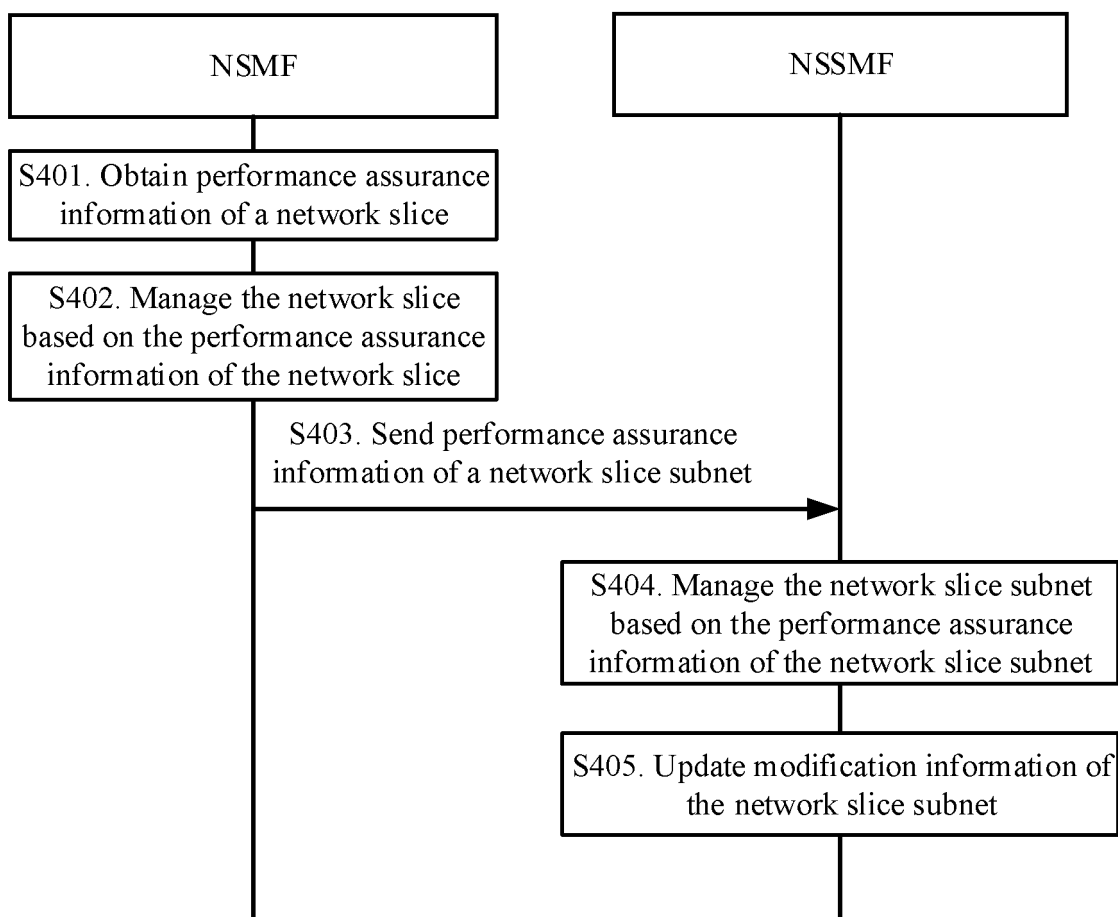 NSMF
NSSMF
S401. Obtain performance assurance
information of a network slice
S402. Manage the network slice
based on the performance assurance
information of the network slice
S403. Send performance assurance
information of a network slice subnet
S404. Manage the network slice subnet
based on the performance assurance
information of the network slice subnet
S405. Update modification information of
the network slice subnet